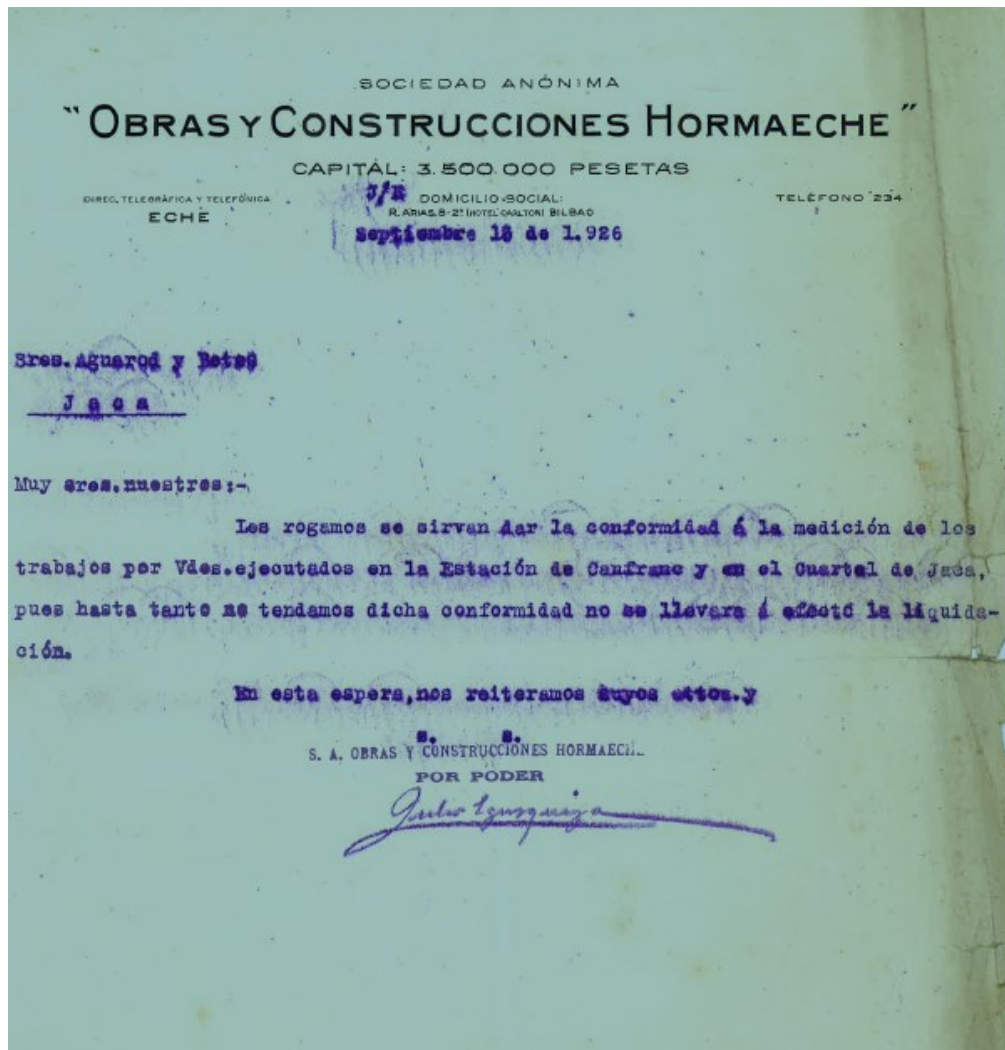 SOCIEDAD ANÓNIMA
"OBRAS Y CONSTRUCCIONES HORMAECHE"
CAPITAL: 3.500.000 PESETAS
DIREC. TELEGRÁFICA Y TELEFÓNICA
ECHE
J/E
DOMICILIO SOCIAL:
R. ARIAS, 8-2º (HOTEL CARLTON) BILBAO
TELÉFONO 234
Septiembre de 1.926
Sres. Aguarod y
Jaca
Muy sres. nuestros:-
Les rogamos se sirvan dar la conformidad á la medición de los
trabajos por Vdes. ejecutados en la Estación de Canfranc y en el Cuartel de Jaca,
pues hasta tanto no tendamos dicha conformidad no se llevara á efecto la liquida-
ción.
En esta espera, nos reiteramos suyos attos. y
s. s.
S. A. OBRAS Y CONSTRUCCIONES HORMAECHE
POR PODER
Julio Egusquiza